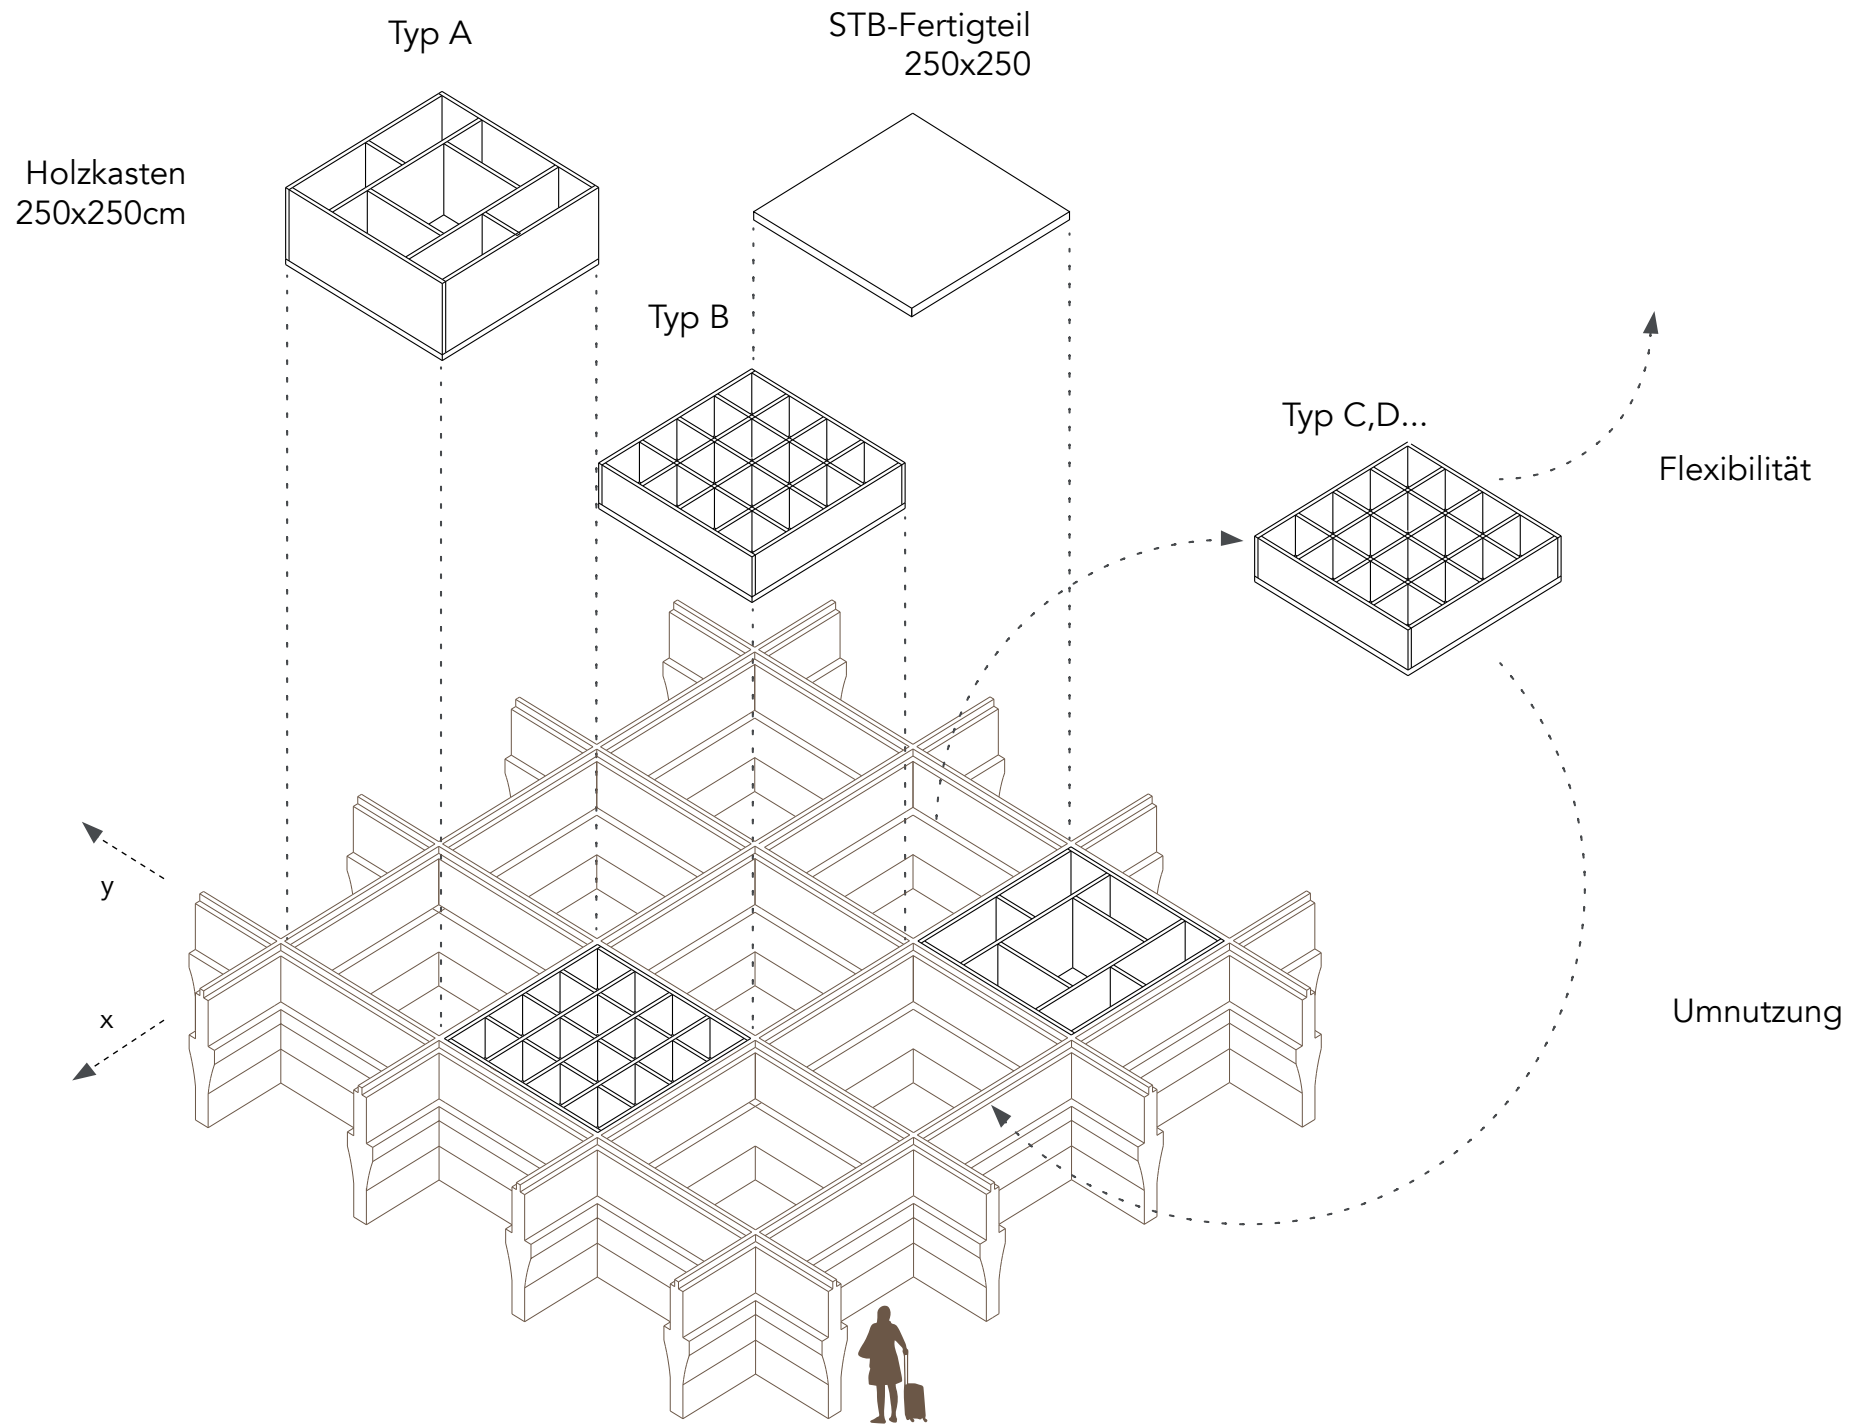 Typ A
STB-Fertigteil
250x250
Holzkasten
250x250cm
Typ B
Typ C,D...
Flexibilität
y
x
Umnutzung